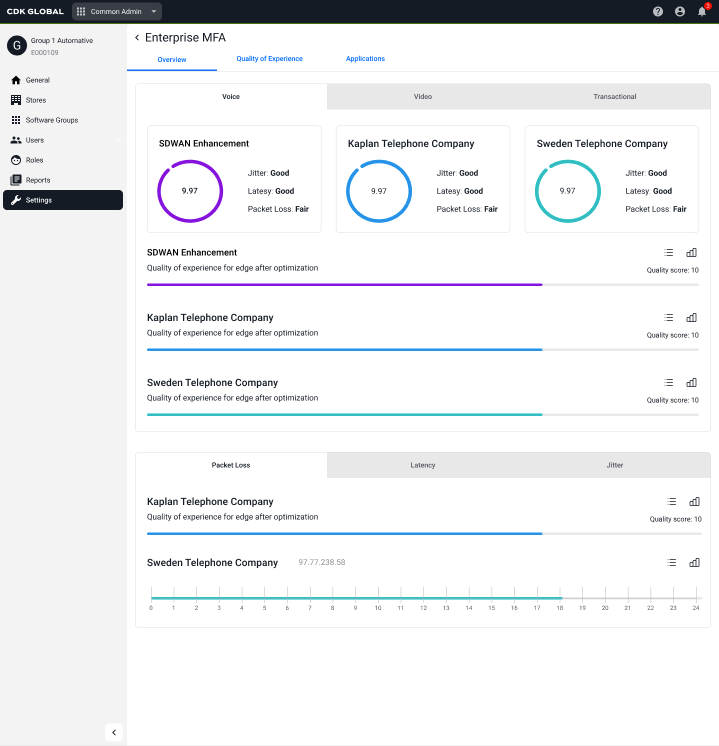 CDK GLOBAL
Common Admin
3
G
Group 1 Automative
E000109
General
Stores
Software Groups
Users
Roles
Reports
Settings
Enterprise MFA
Overview
Quality of Experience
Applications
Voice
Video
Transactional
SDWAN Enhancement
9.97
Jitter: Good
Latesy: Good
Packet Loss: Fair
Kaplan Telephone Company
9.97
Jitter: Good
Latesy: Good
Packet Loss: Fair
Sweden Telephone Company
9.97
Jitter: Good
Latesy: Good
Packet Loss: Fair
SDWAN Enhancement
Quality of experience for edge after optimization
Quality score: 10
Kaplan Telephone Company
Quality of experience for edge after optimization
Quality score: 10
Sweden Telephone Company
Quality of experience for edge after optimization
Quality score: 10
Packet Loss
Latency
Jitter
Kaplan Telephone Company
Quality of experience for edge after optimization
Quality score: 10
Sweden Telephone Company 97.77.238.58
0 1 2 3 4 5 6 7 8 9 10 11 12 13 14 15 16 17 18 19 20 21 22 23 24